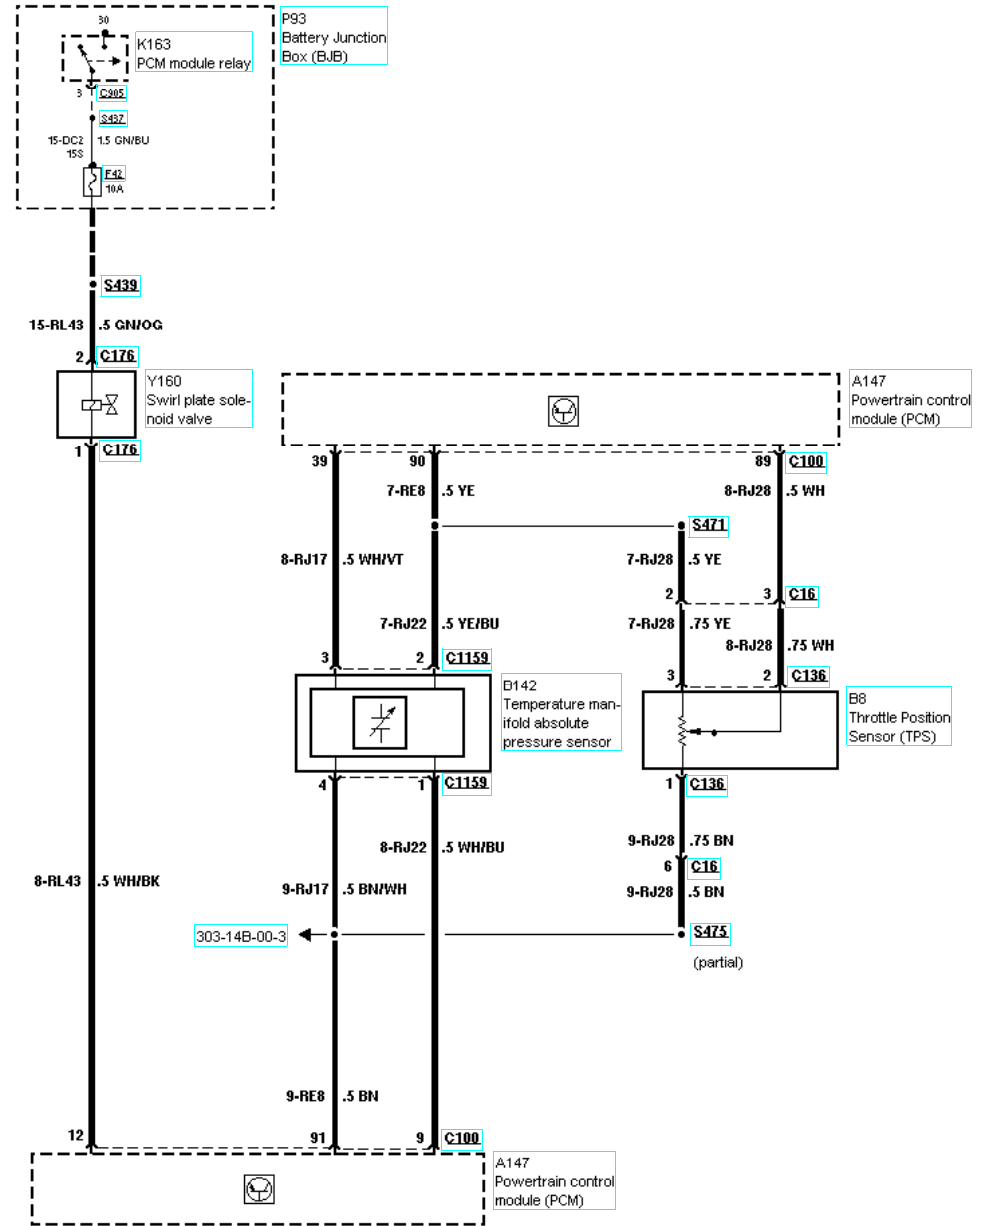 30
P93
Battery Junction
Box (BJB)
K163
PCM module relay
3 C905
S437
15-DC2 1.5 GN/BU
15S
F42
10A
S439
15-RL43 .5 GN/OG
2 C176
Y160
Swirl plate sole-
noid valve
1 C176
A147
Powertrain control
module (PCM)
39 90 89 C100
7-RE8 .5 YE 8-RJ28 .5 WH
S471
8-RJ17 .5 WH/VT 7-RJ28 .5 YE
2 3 C16
7-RJ22 .5 YE/BU 7-RJ28 .75 YE
8-RJ28 .75 WH
3 2 C1159 3 2 C136
B142
Temperature man-
ifold absolute
pressure sensor
B8
Throttle Position
Sensor (TPS)
4 1 C1159 1 C136
8-RJ22 .5 WH/BU 9-RJ28 .75 BN
6 C16
8-RL43 .5 WH/BK 9-RJ17 .5 BN/WH 9-RJ28 .5 BN
303-14B-00-3 S475
(partial)
9-RE8 .5 BN
12 91 9 C100
A147
Powertrain control
module (PCM)